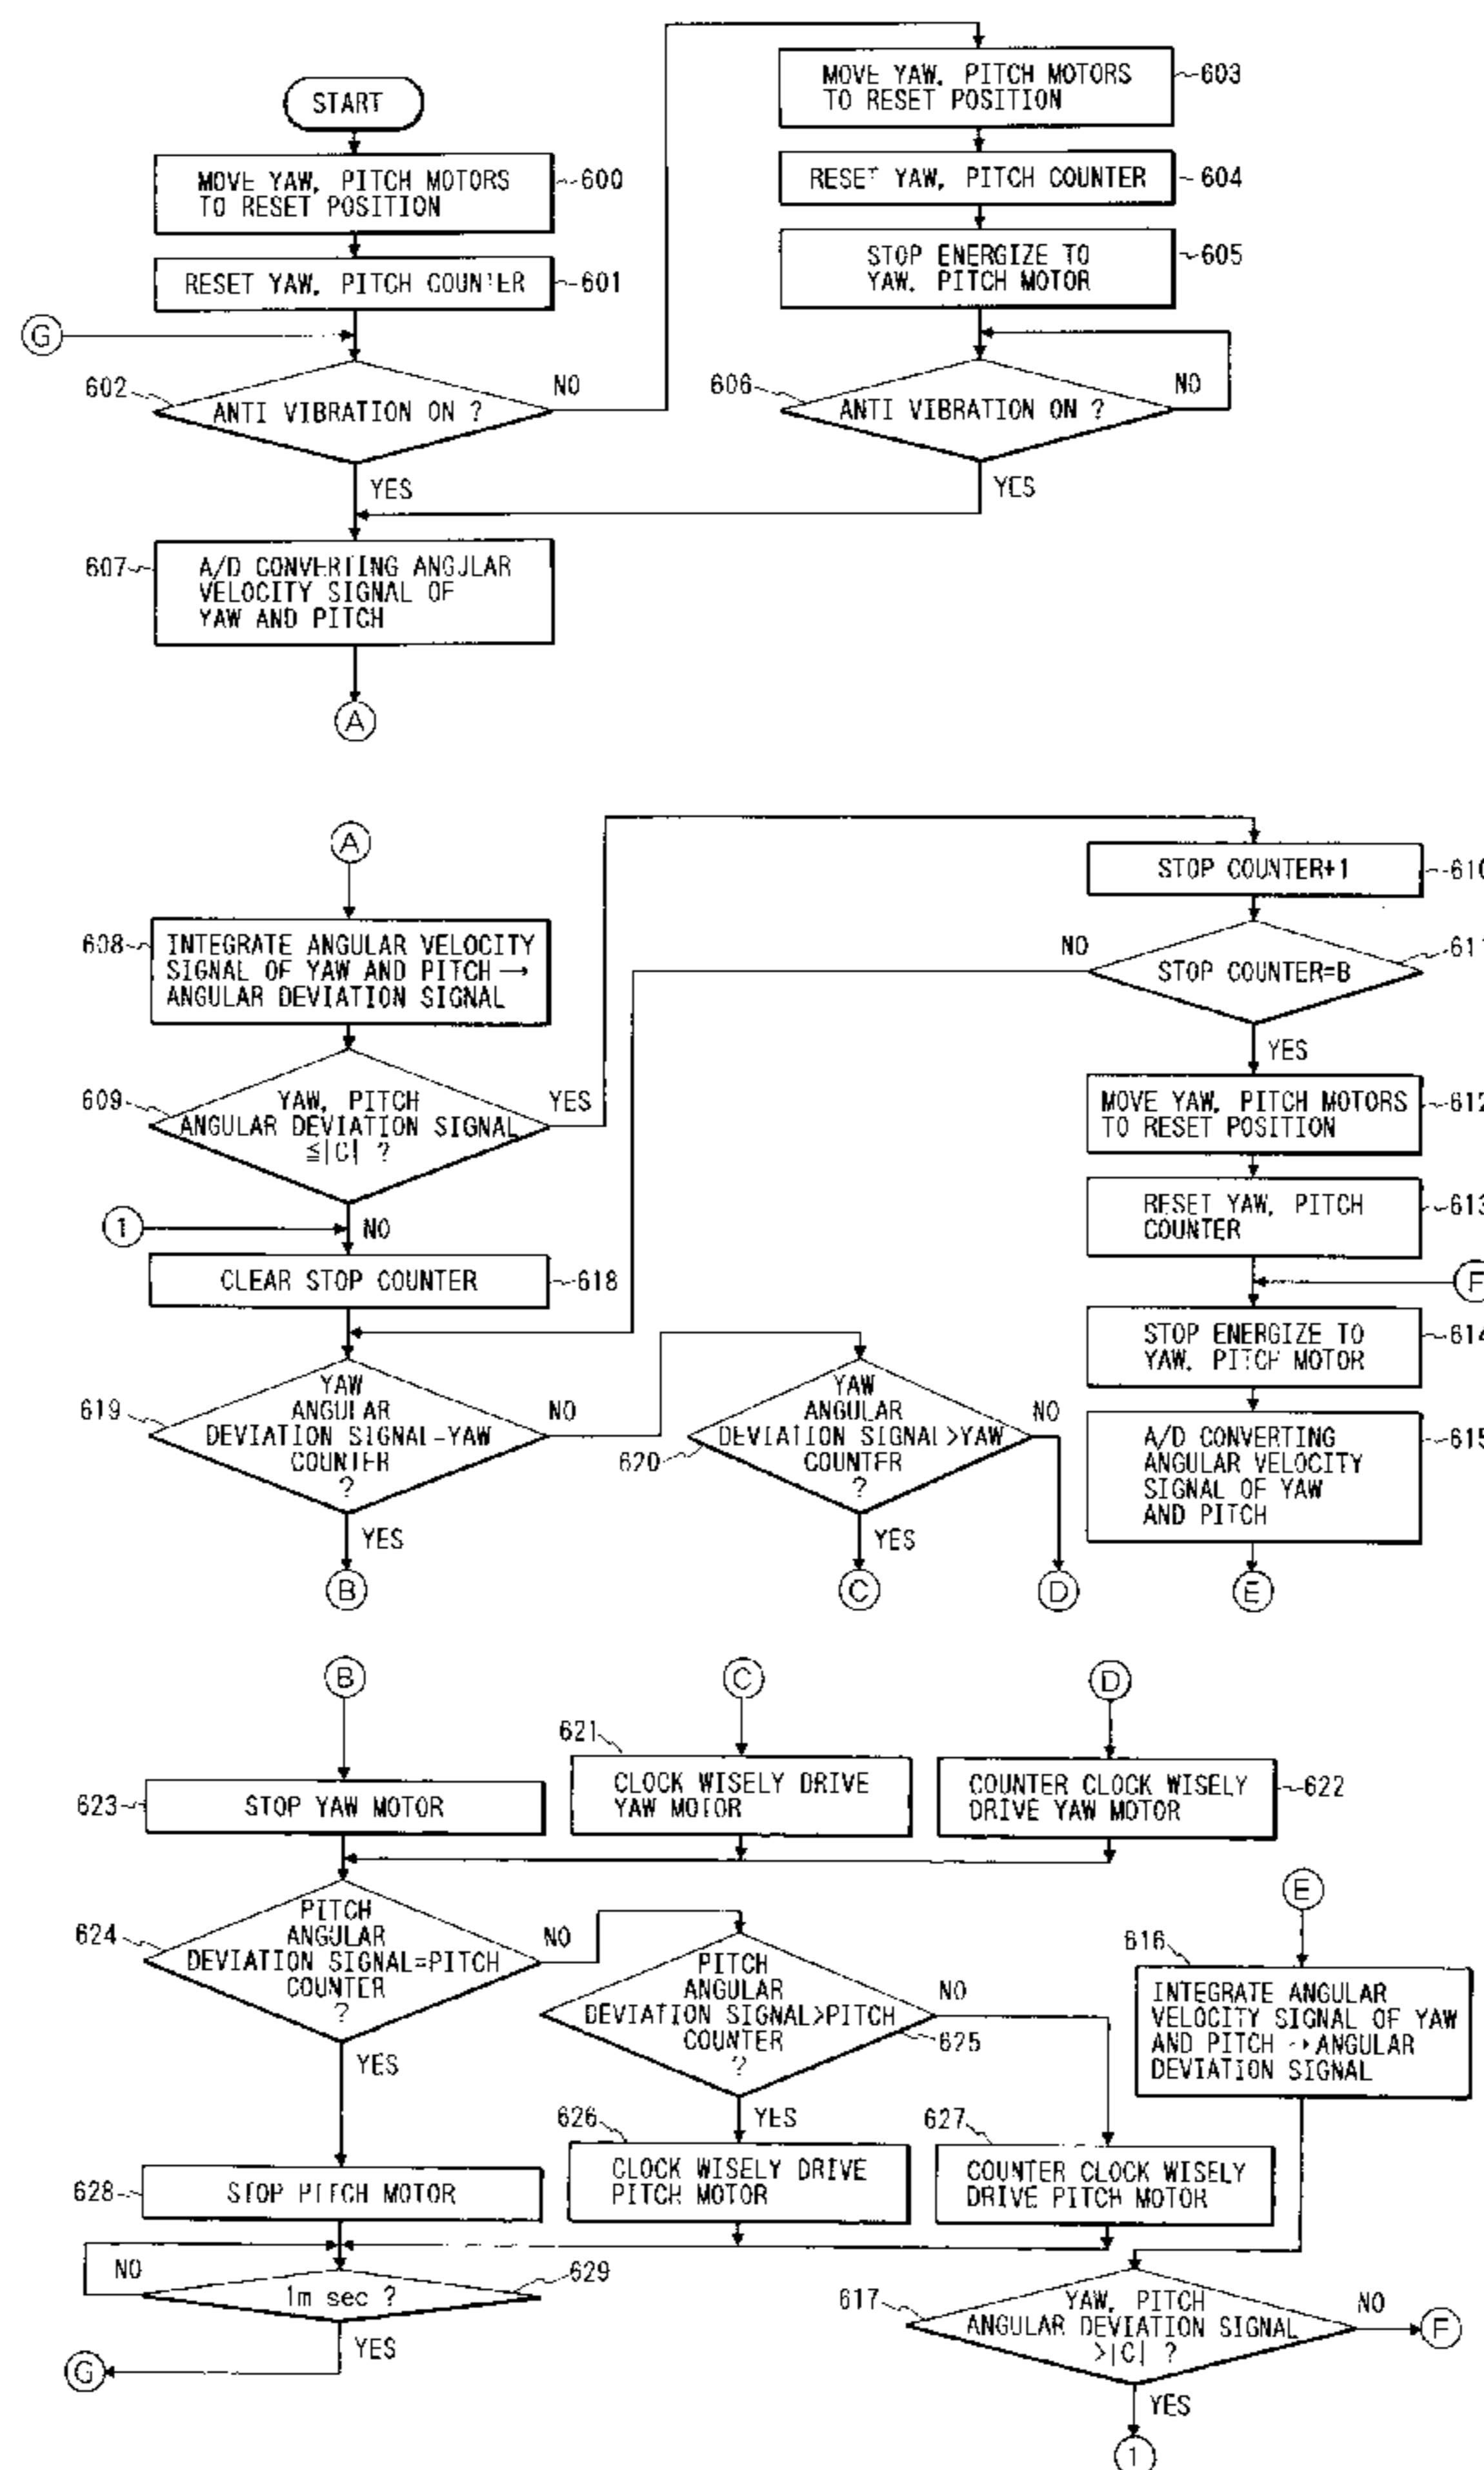 START
MOVE YAW, PITCH MOTORS
TO RESET POSITION
600
RESET YAW, PITCH COUNTER
601
G
602
ANTI VIBRATION ON ?
NO
YES
MOVE YAW, PITCH MOTORS
TO RESET POSITION
603
RESET YAW, PITCH COUNTER
604
STOP ENERGIZE TO
YAW, PITCH MOTOR
605
606
ANTI VIBRATION ON ?
NO
YES
607
A/D CONVERTING ANGULAR
VELOCITY SIGNAL OF
YAW AND PITCH
A
A
608
INTEGRATE ANGULAR VELOCITY
SIGNAL OF YAW AND PITCH →
ANGULAR DEVIATION SIGNAL
609
YAW, PITCH
ANGULAR DEVIATION SIGNAL
≦|C| ?
YES
NO
1
CLEAR STOP COUNTER
618
619
YAW
ANGULAR
DEVIATION SIGNAL=YAW
COUNTER
?
NO
YES
B
620
YAW
ANGULAR
DEVIATION SIGNAL>YAW
COUNTER
?
NO
YES
C
D
STOP COUNTER+1
610
STOP COUNTER=B
611
NO
YES
MOVE YAW, PITCH MOTORS
TO RESET POSITION
612
RESET YAW, PITCH
COUNTER
613
F
STOP ENERGIZE TO
YAW, PITCH MOTOR
614
A/D CONVERTING
ANGULAR VELOCITY
SIGNAL OF YAW
AND PITCH
615
E
B
623
STOP YAW MOTOR
C
621
CLOCK WISELY DRIVE
YAW MOTOR
D
COUNTER CLOCK WISELY
DRIVE YAW MOTOR
622
624
PITCH
ANGULAR
DEVIATION SIGNAL=PITCH
COUNTER
?
NO
YES
PITCH
ANGULAR
DEVIATION SIGNAL>PITCH
COUNTER
?
625
NO
YES
E
616
INTEGRATE ANGULAR
VELOCITY SIGNAL OF YAW
AND PITCH → ANGULAR
DEVIATION SIGNAL
628
STOP PITCH MOTOR
626
CLOCK WISELY DRIVE
PITCH MOTOR
627
COUNTER CLOCK WISELY
DRIVE PITCH MOTOR
NO
1m sec ?
629
YES
G
617
YAW, PITCH
ANGULAR DEVIATION SIGNAL
>|C| ?
NO
F
YES
1